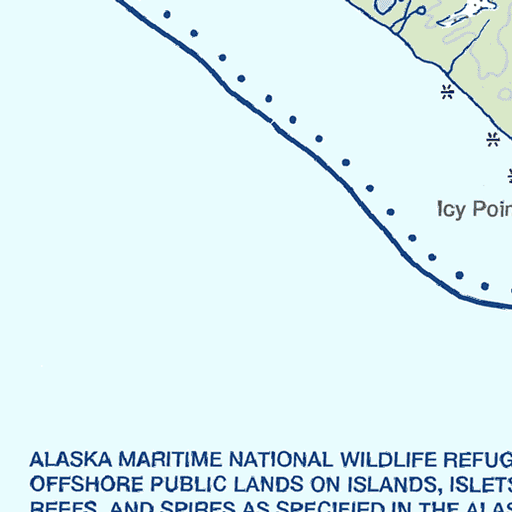 Icy Poin
ALASKA MARITIME NATIONAL WILDLIFE REFUG
OFFSHORE PUBLIC LANDS ON ISLANDS, ISLETS
REEFS, AND SPIRES AS SPECIFIED IN THE ALAS